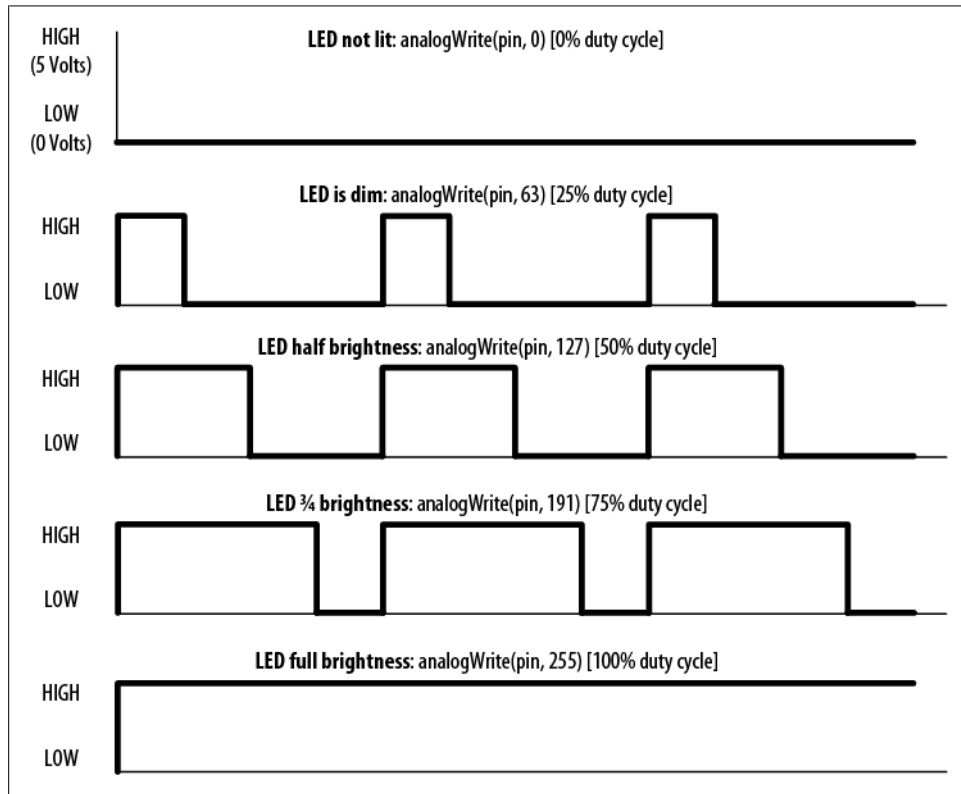 LED not lit: analogWrite(pin, 0) [0% duty cycle]
HIGH
(5 Volts)
LOW
(0 Volts)
LED is dim: analogWrite(pin, 63) [25% duty cycle]
HIGH
LOW
LED half brightness: analogWrite(pin, 127) [50% duty cycle]
HIGH
LOW
LED ¾ brightness: analogWrite(pin, 191) [75% duty cycle]
HIGH
LOW
LED full brightness: analogWrite(pin, 255) [100% duty cycle]
HIGH
LOW